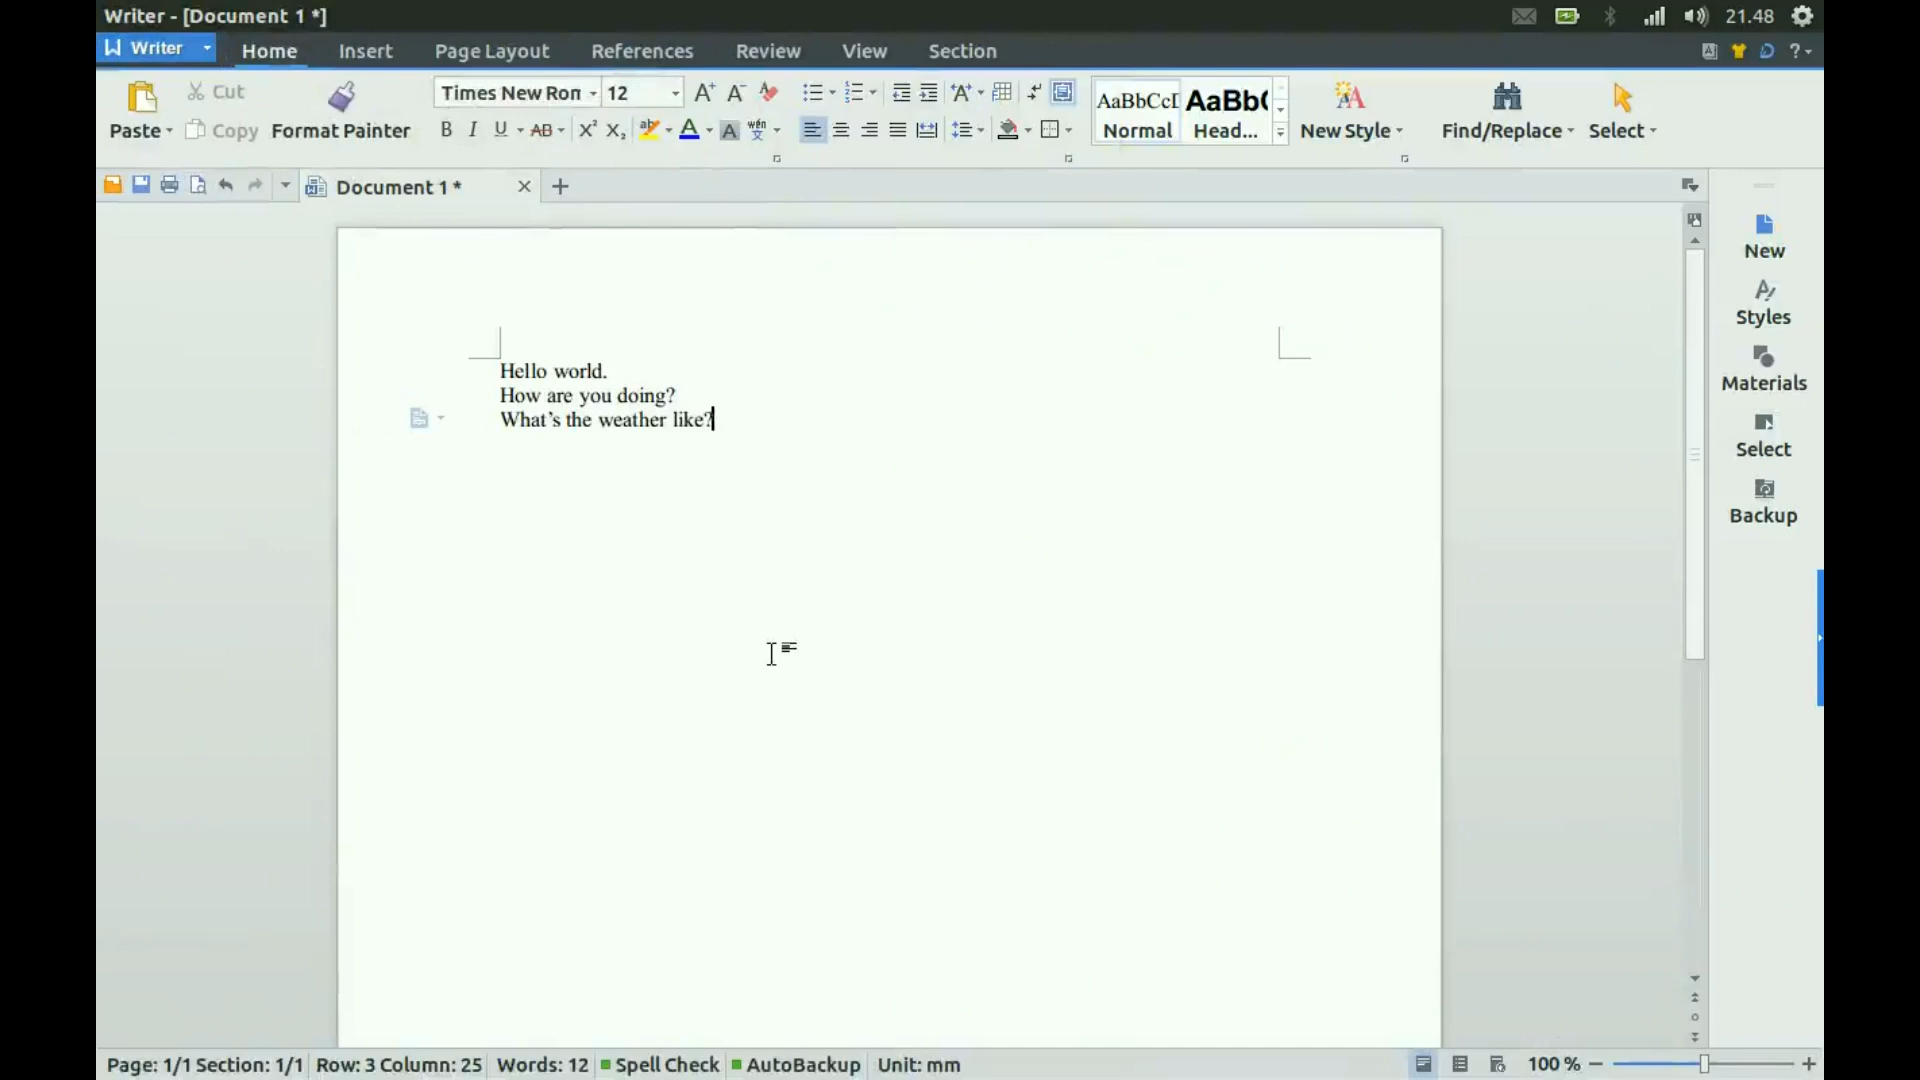 Writer - [Document 1 *]
21.48
Writer
Home
Insert
Page Layout
References
Review
View
Section
Paste
Cut
Copy
Format Painter
Times New Ron
12
AaBbCcD
Normal
AaBb(
Head...
New Style
Find/Replace
Select
Document 1 *
Hello world.
How are you doing?
What’s the weather like?
New
Styles
Materials
Select
Backup
Page: 1/1 Section: 1/1 Row: 3 Column: 25 Words: 12 Spell Check AutoBackup Unit: mm 100 %